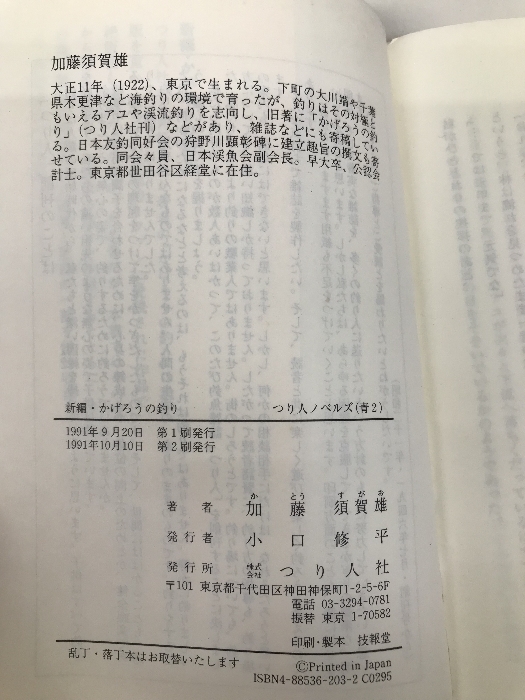 加藤須賀雄
大正11年(1922)、東京で生まれる。下町の大川端や千葉
県木更津など海釣りの環境で育ったが、釣りはその対極と
もいえるアユや渓流釣りを志向し、旧著に「かげろうの釣
り」(つり人社刊)などがあり、雑誌などにも寄稿してい
る。日本友釣同好会の狩野川顕彰碑に建立趣旨の撰文も寄
せている。同会々員、日本渓魚会副会長。早大卒、公認会
計士。東京都世田谷区経堂に在住。
新編・かげろうの釣り つり人ノベルズ(青2)
1991年9月20日 第1刷発行
1991年10月10日 第2刷発行
か とう す が お
著者 加藤須賀雄
発行者 小口修平
発行所 株式会社 つり人社
〒101 東京都千代田区神田神保町1-2-5-6F
電話 03-3294-0781
振替 東京 1-70582
印刷・製本 技報堂
乱丁・落丁本はお取替いたします
©Printed in Japan
ISBN4-88536-203-2 C0295